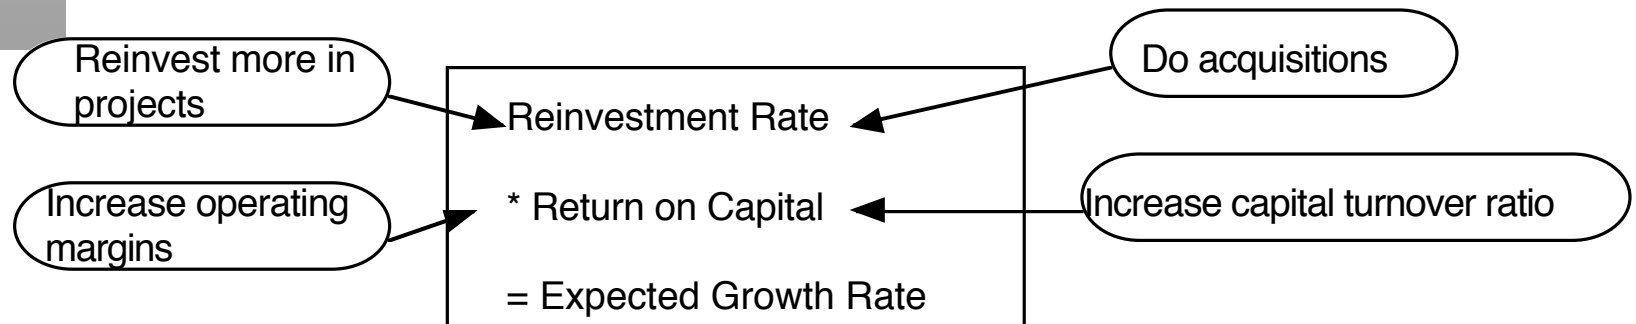 Reinvest more in
projects
Do acquisitions
Reinvestment Rate
Increase operating
margins
* Return on Capital
Increase capital turnover ratio
= Expected Growth Rate